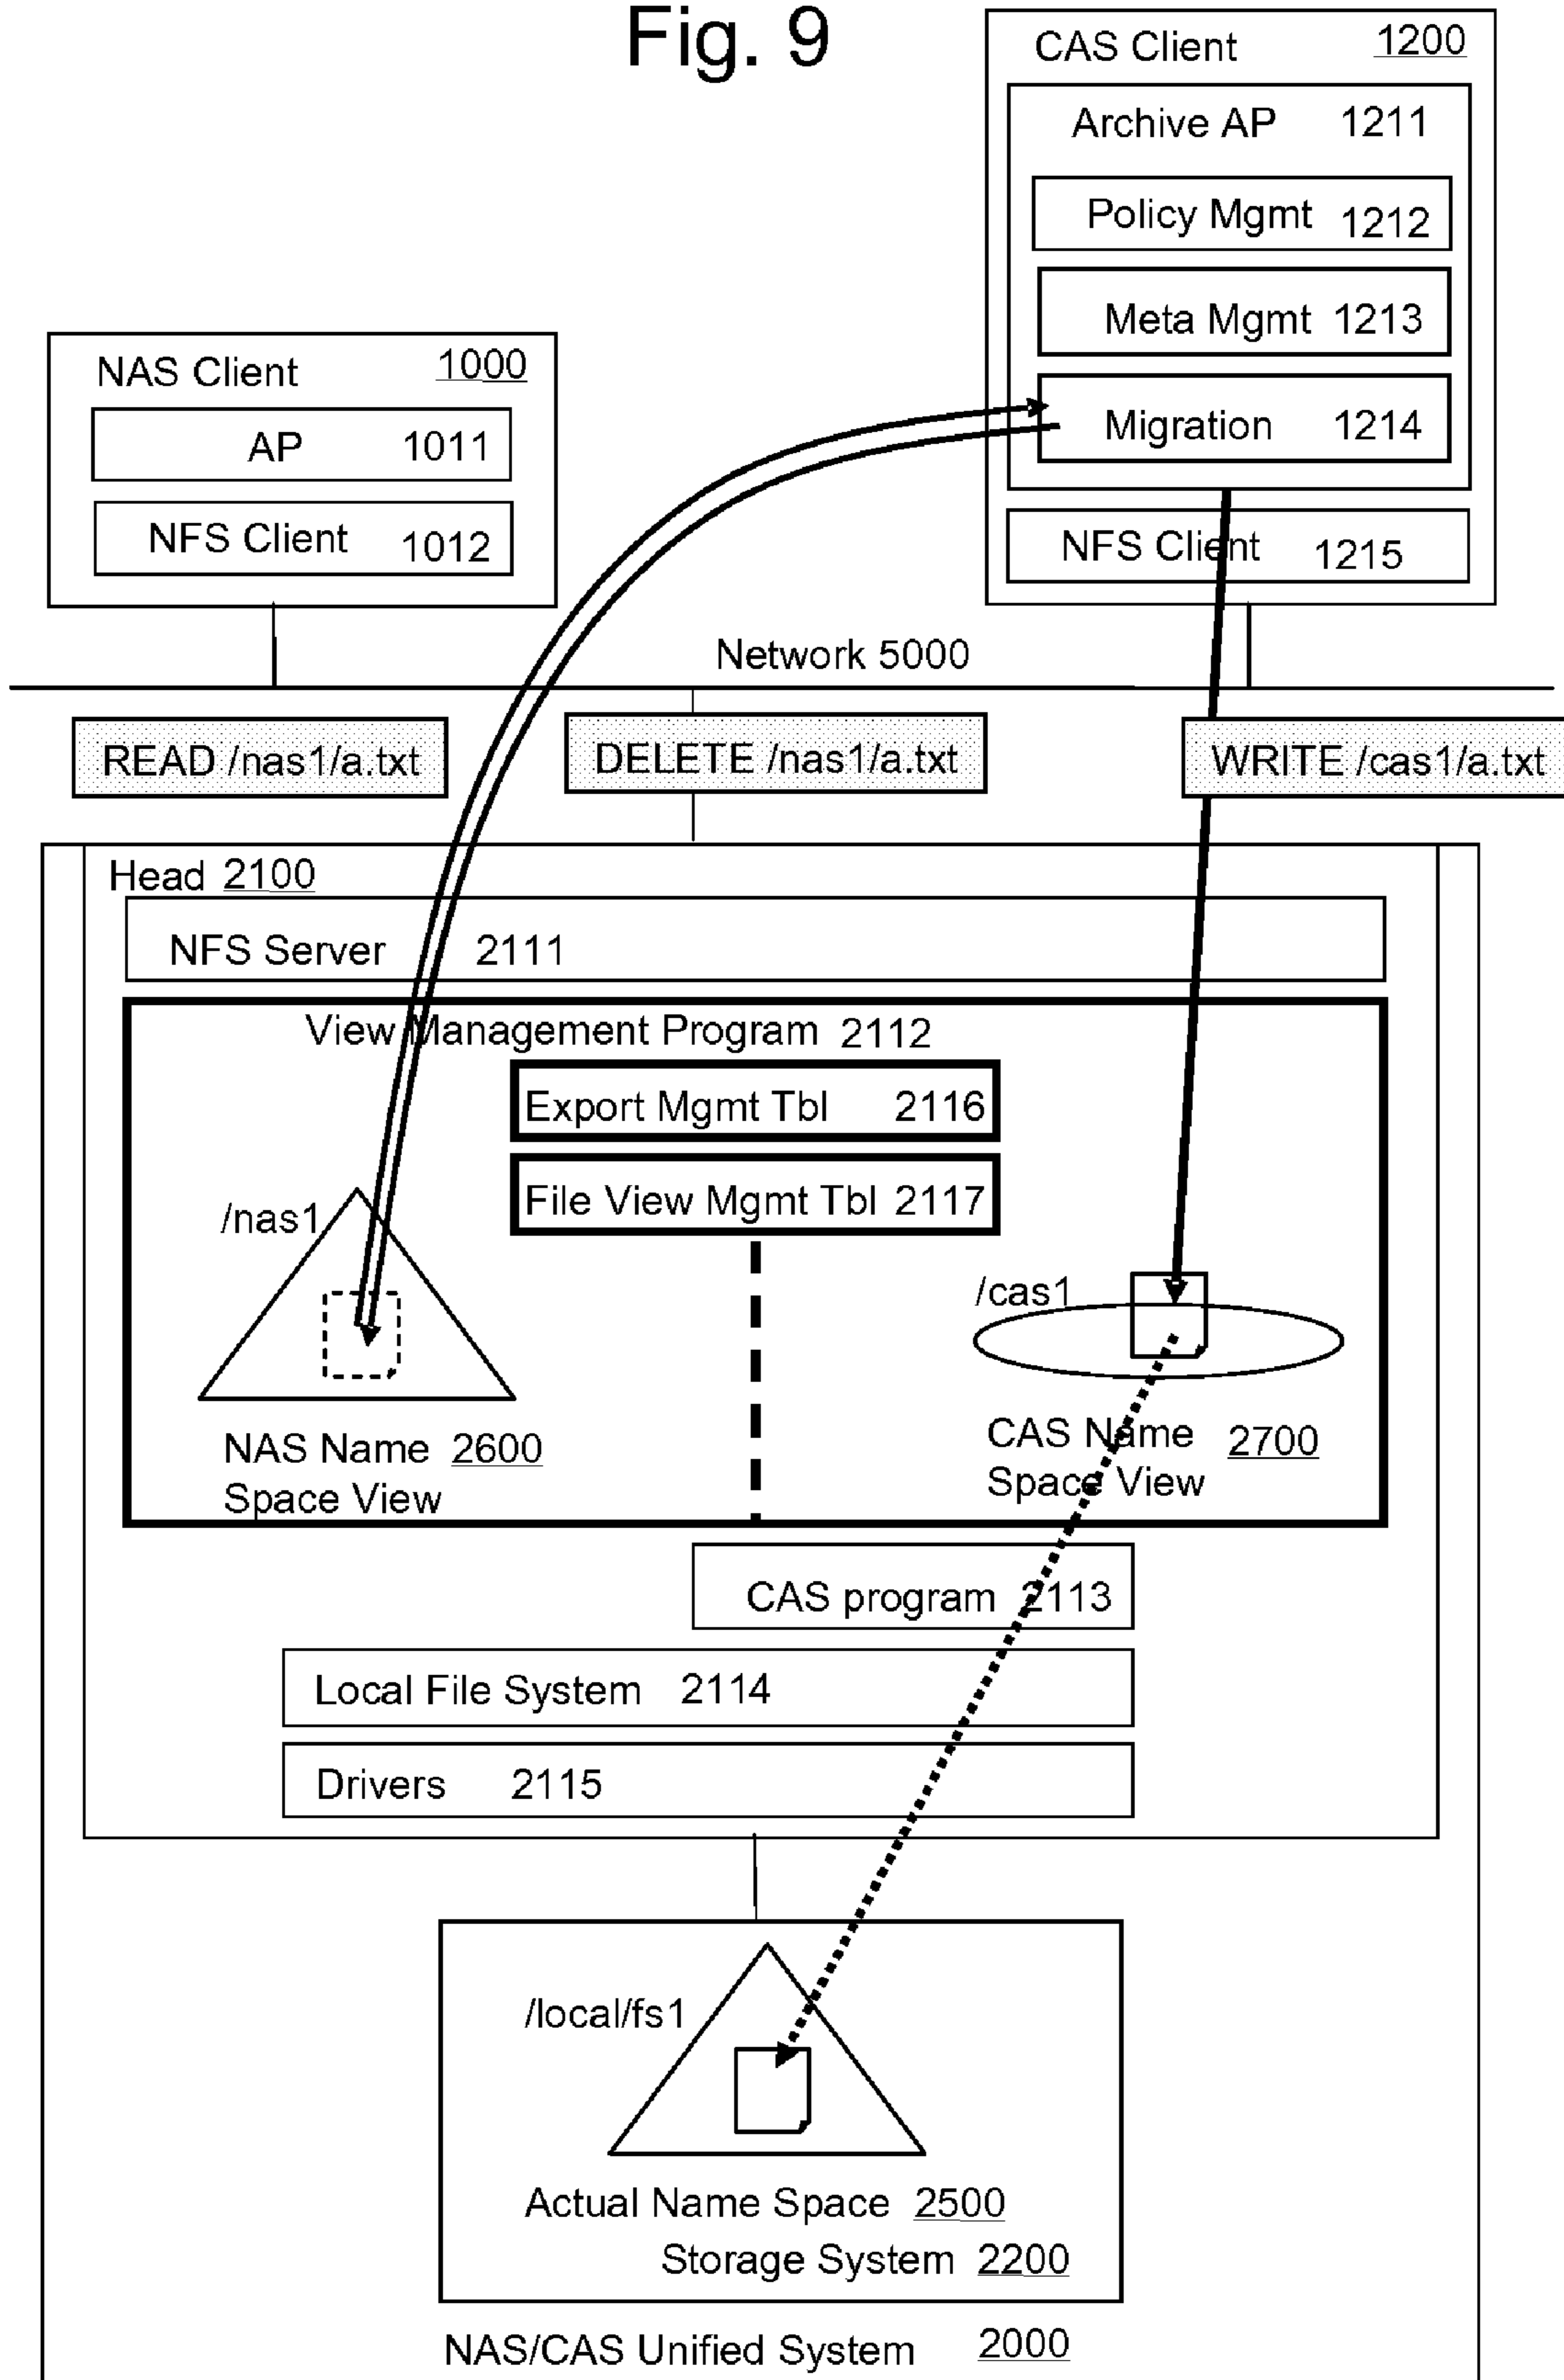 Fig. 9
CAS Client 1200
Archive AP 1211
Policy Mgmt 1212
Meta Mgmt 1213
Migration 1214
NFS Client 1215
NAS Client 1000
AP 1011
NFS Client 1012
Network 5000
READ /nas1/a.txt
DELETE /nas1/a.txt
WRITE /cas1/a.txt
Head 2100
NFS Server 2111
View Management Program 2112
Export Mgmt Tbl 2116
File View Mgmt Tbl 2117
/nas1
/cas1
NAS Name 2600
Space View
CAS Name 2700
Space View
CAS program 2113
Local File System 2114
Drivers 2115
/local/fs1
Actual Name Space 2500
Storage System 2200
NAS/CAS Unified System 2000